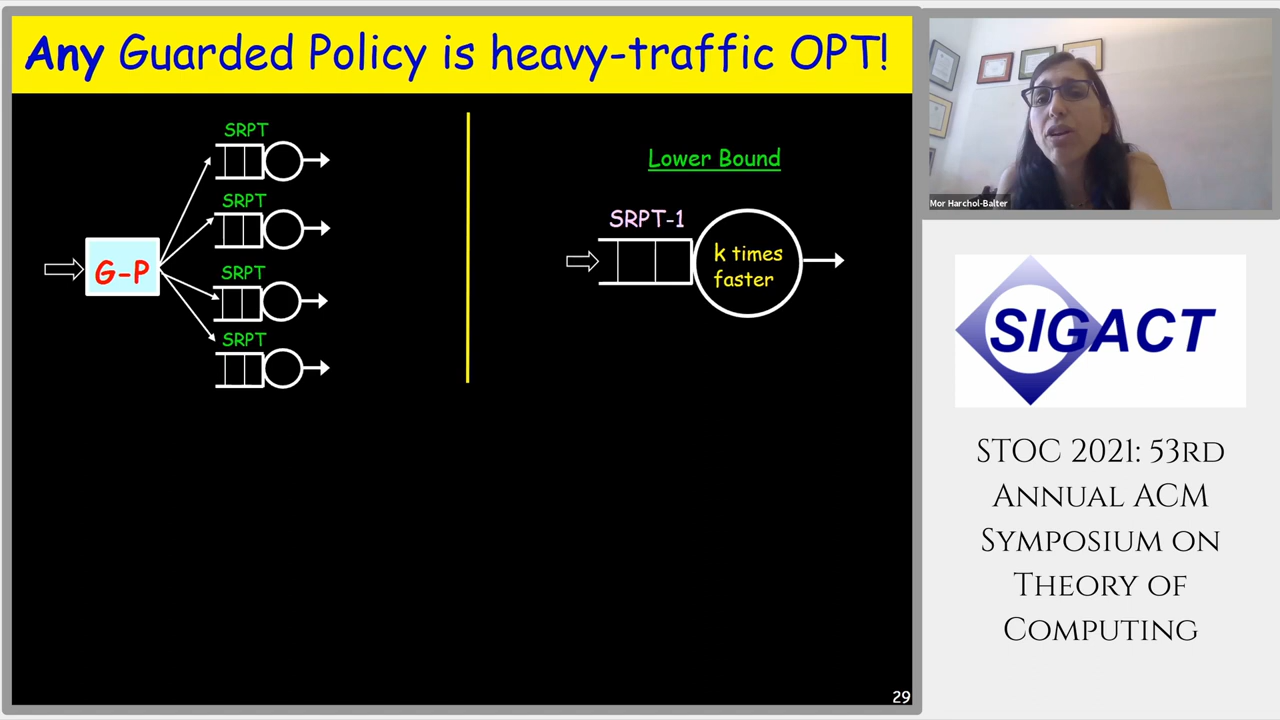 Any Guarded Policy is heavy-traffic OPT!
SRPT
SRPT
SRPT
SRPT
G-P
Lower Bound
SRPT-1
k times
faster
29
Mor Harchol-Balter
SIGACT
STOC 2021: 53rd
Annual ACM
Symposium on
Theory of
Computing